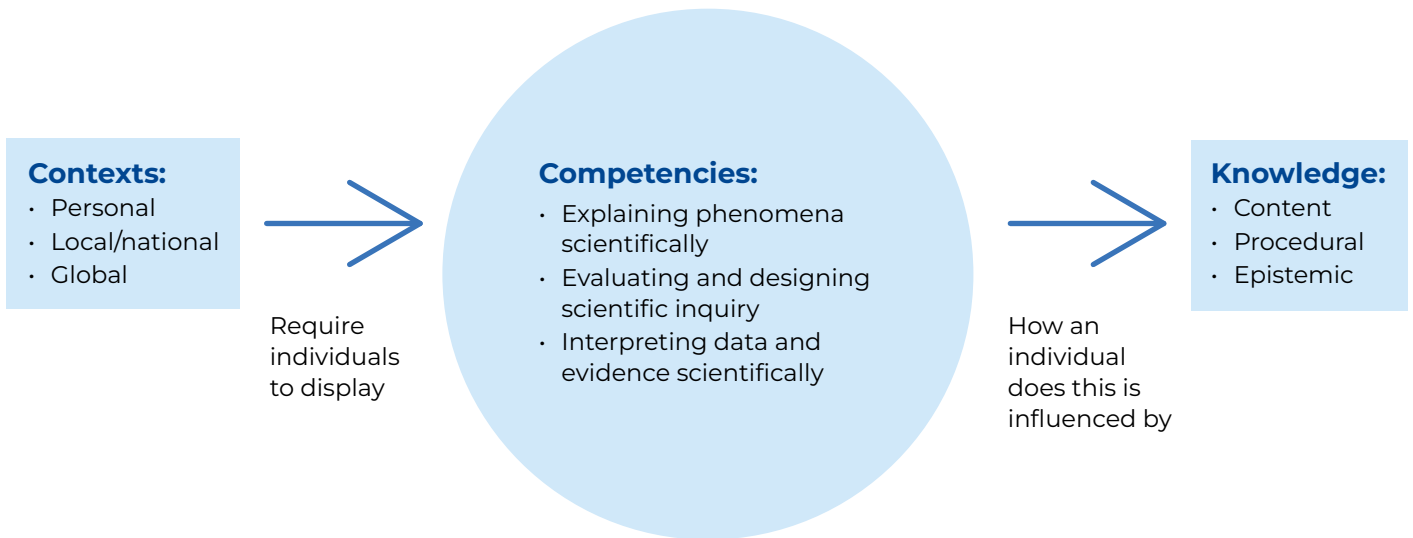 Contexts:
· Personal
· Local/national
· Global
Require
individuals
to display
Competencies:
· Explaining phenomena
scientifically
· Evaluating and designing
scientific inquiry
· Interpreting data and
evidence scientifically
How an
individual
does this is
influenced by
Knowledge:
· Content
· Procedural
· Epistemic